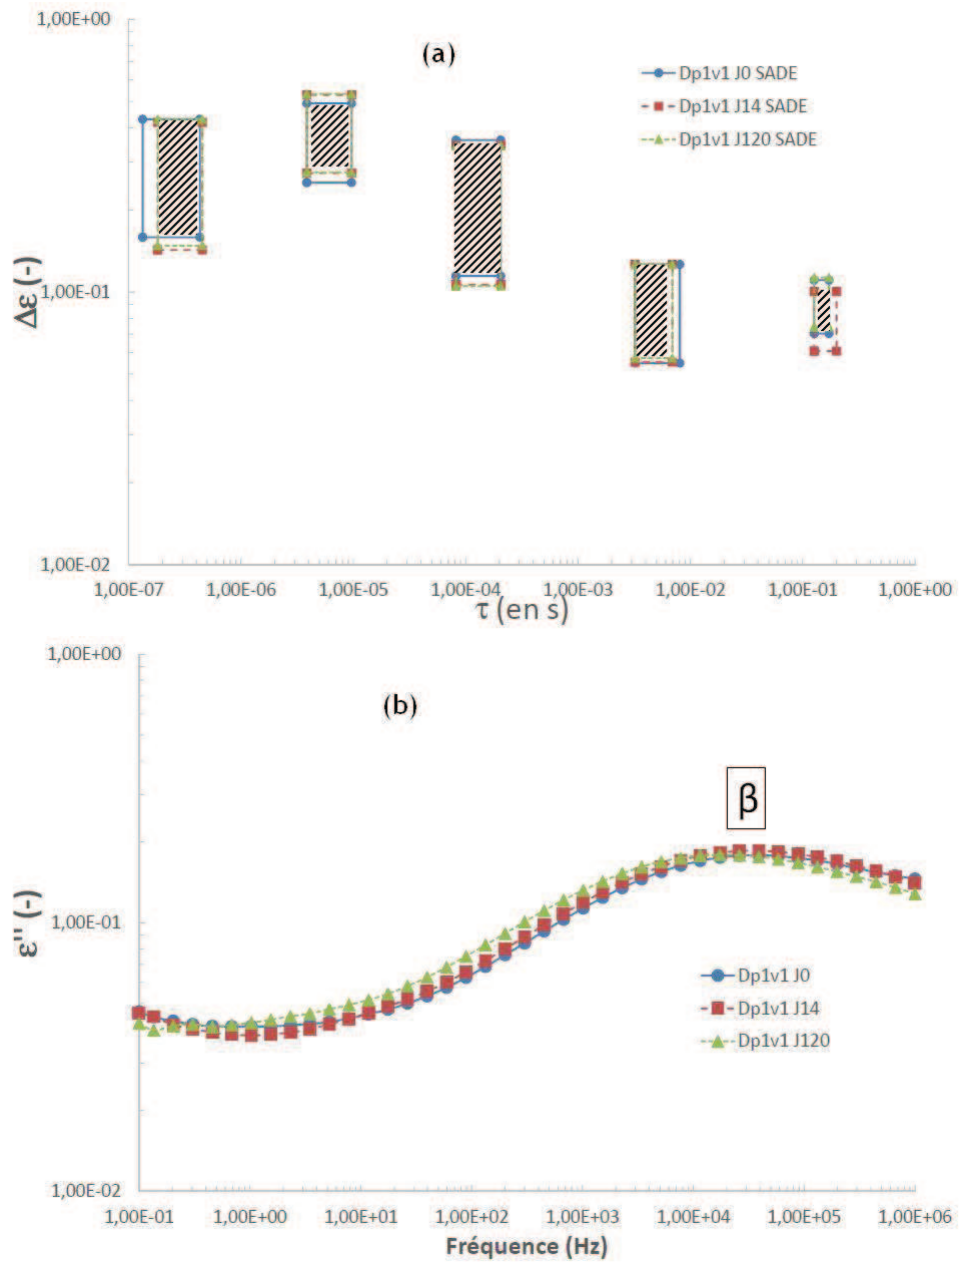 1,00E+00
(a)
Dp1v1 J0 SADE
Dp1v1 J14 SADE
Dp1v1 J120 SADE
Δε (-)
1,00E-01
1,00E-02
1,00E-07
1,00E-06
1,00E-05
1,00E-04
1,00E-03
1,00E-02
1,00E-01
1,00E+00
τ (en s)
1,00E+00
(b)
β
ε'' (-)
1,00E-01
Dp1v1 J0
Dp1v1 J14
Dp1v1 J120
1,00E-02
1,00E-01
1,00E+00
1,00E+01
1,00E+02
1,00E+03
1,00E+04
1,00E+05
1,00E+06
Fréquence (Hz)